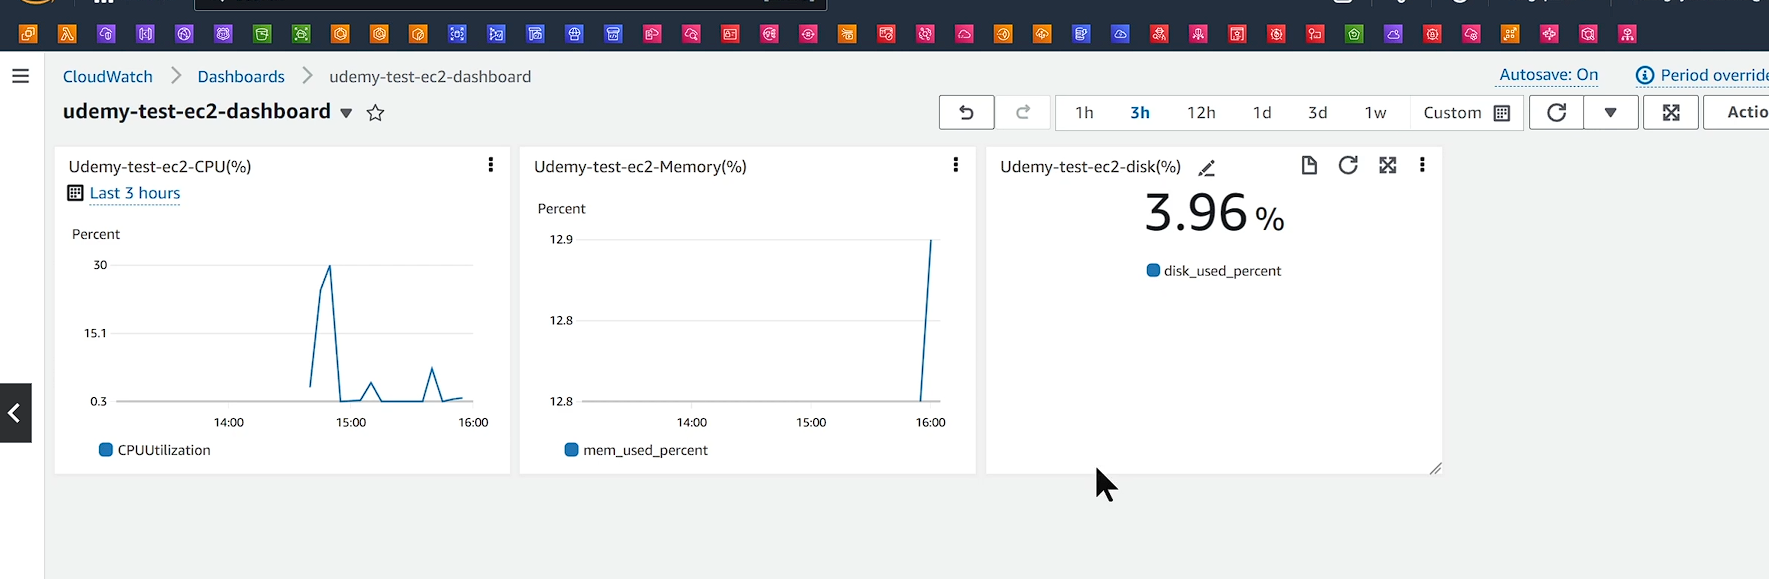 CloudWatch > Dashboards > udemy-test-ec2-dashboard
Autosave: On
Period override
udemy-test-ec2-dashboard
1h 3h 12h 1d 3d 1w Custom
Actio
Udemy-test-ec2-CPU(%)
Last 3 hours
Percent
30
15.1
0.3
14:00 15:00 16:00
CPUUtilization
Udemy-test-ec2-Memory(%)
Percent
12.9
12.8
12.8
14:00 15:00 16:00
mem_used_percent
Udemy-test-ec2-disk(%)
3.96 %
disk_used_percent